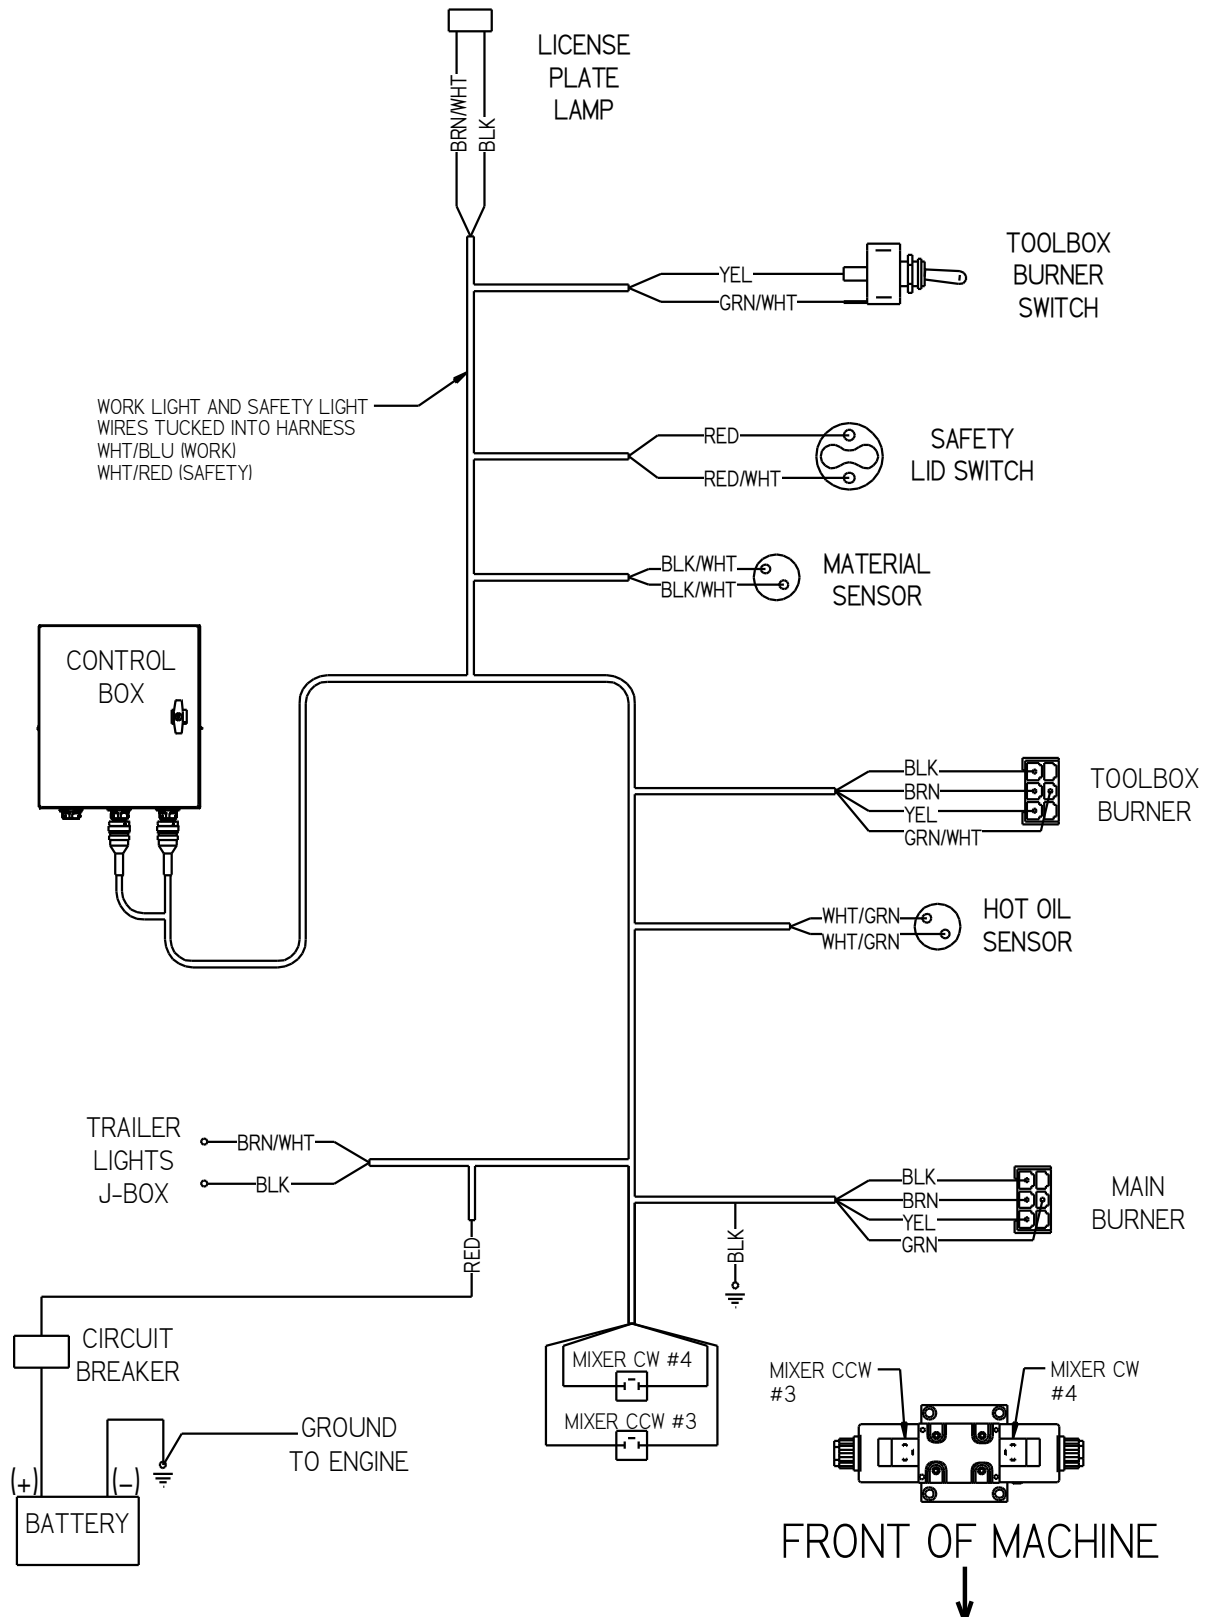 LICENSE
PLATE
LAMP
BRN/WHT
BLK
TOOLBOX
BURNER
SWITCH
YEL
GRN/WHT
WORK LIGHT AND SAFETY LIGHT
WIRES TUCKED INTO HARNESS
WHT/BLU (WORK)
WHT/RED (SAFETY)
RED
RED/WHT
SAFETY
LID SWITCH
BLK/WHT
BLK/WHT
MATERIAL
SENSOR
CONTROL
BOX
BLK
BRN
YEL
GRN/WHT
TOOLBOX
BURNER
WHT/GRN
WHT/GRN
HOT OIL
SENSOR
TRAILER
LIGHTS
J-BOX
BRN/WHT
BLK
RED
BLK
BRN
YEL
GRN
MAIN
BURNER
BLK
CIRCUIT
BREAKER
MIXER CW #4
MIXER CCW #3
MIXER CCW
#3
MIXER CW
#4
GROUND
TO ENGINE
(+)
(-)
BATTERY
FRONT OF MACHINE